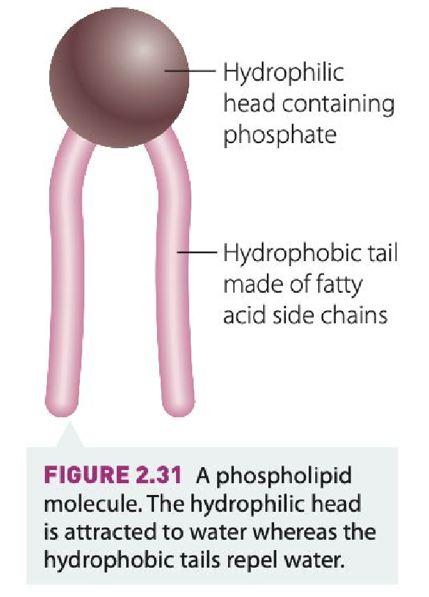 Hydrophilic
head containing
phosphate
Hydrophobic tail
made of fatty
acid side chains
FIGURE 2.31 A phospholipid
molecule. The hydrophilic head
is attracted to water whereas the
hydrophobic tails repel water.